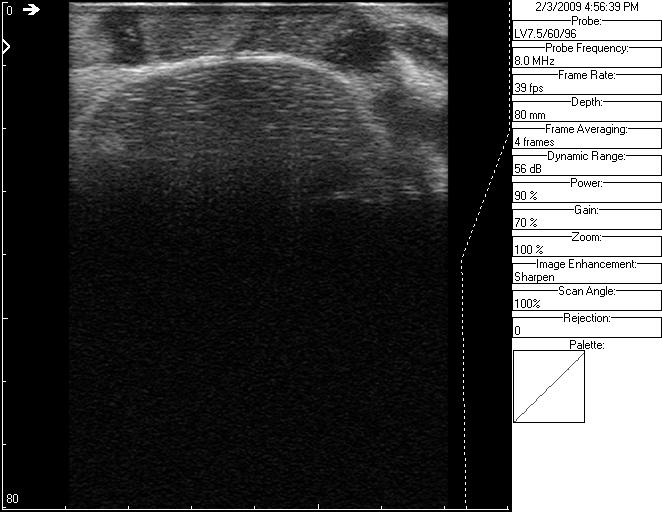 0
80
2/3/2009 4:56:39 PM
Probe:
LV7.5/60/96
Probe Frequency:
8.0 MHz
Frame Rate:
39 fps
Depth:
80 mm
Frame Averaging:
4 frames
Dynamic Range:
56 dB
Power:
90 %
Gain:
70 %
Zoom:
100 %
Image Enhancement:
Sharpen
Scan Angle:
100%
Rejection:
0
Palette: